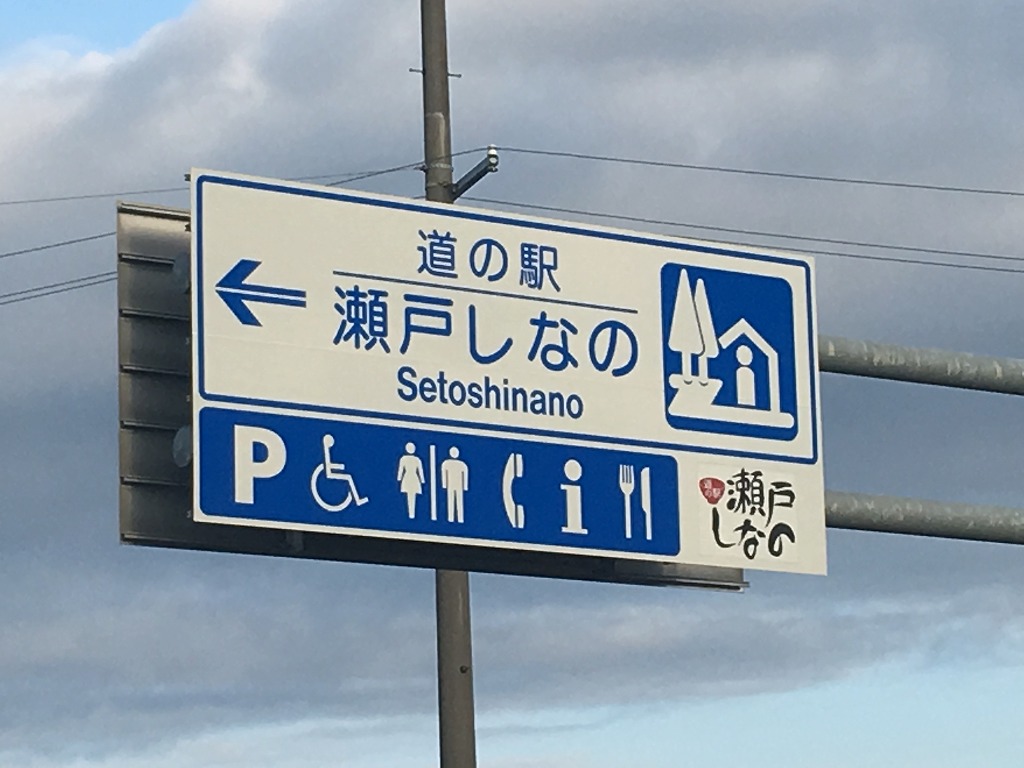 道の駅
瀬戸しなの
Setoshinano
P
道の駅
瀬戸
しなの